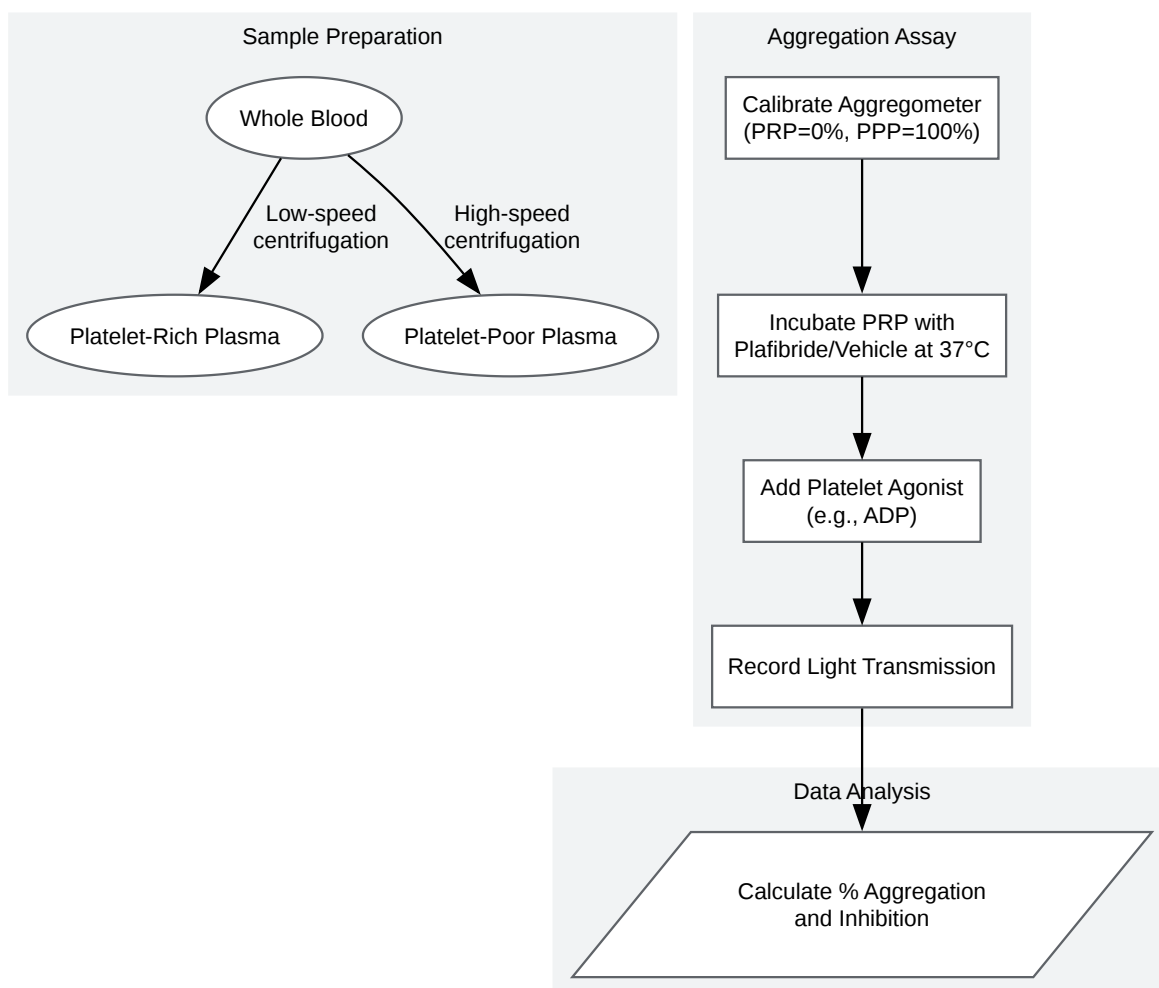 Sample Preparation
Whole Blood
Low-speed
centrifugation
High-speed
centrifugation
Platelet-Rich Plasma
Platelet-Poor Plasma
Aggregation Assay
Calibrate Aggregometer
(PRP=0%, PPP=100%)
Incubate PRP with
Plafibride/Vehicle at 37°C
Add Platelet Agonist
(e.g., ADP)
Record Light Transmission
Data Analysis
Calculate % Aggregation
and Inhibition